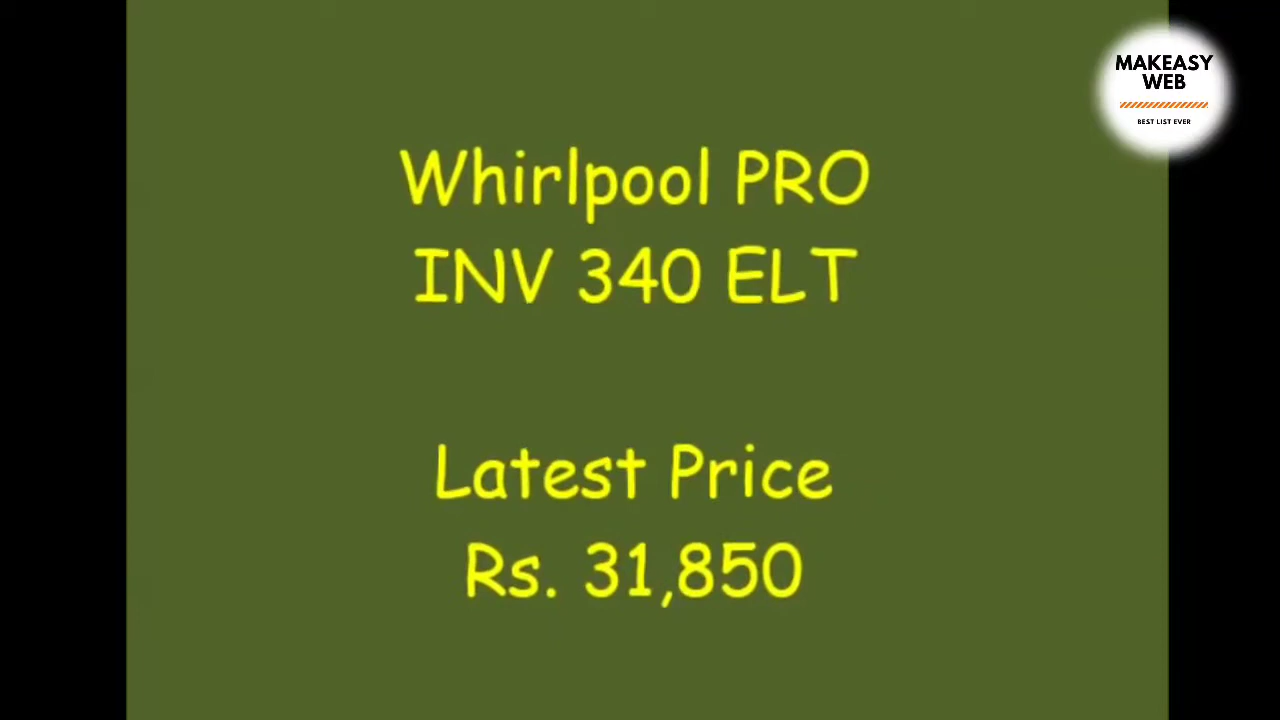 MAKEASY
WEB
BEST LIST EVER
Whirlpool PRO
INV 340 ELT
Latest Price
Rs. 31,850